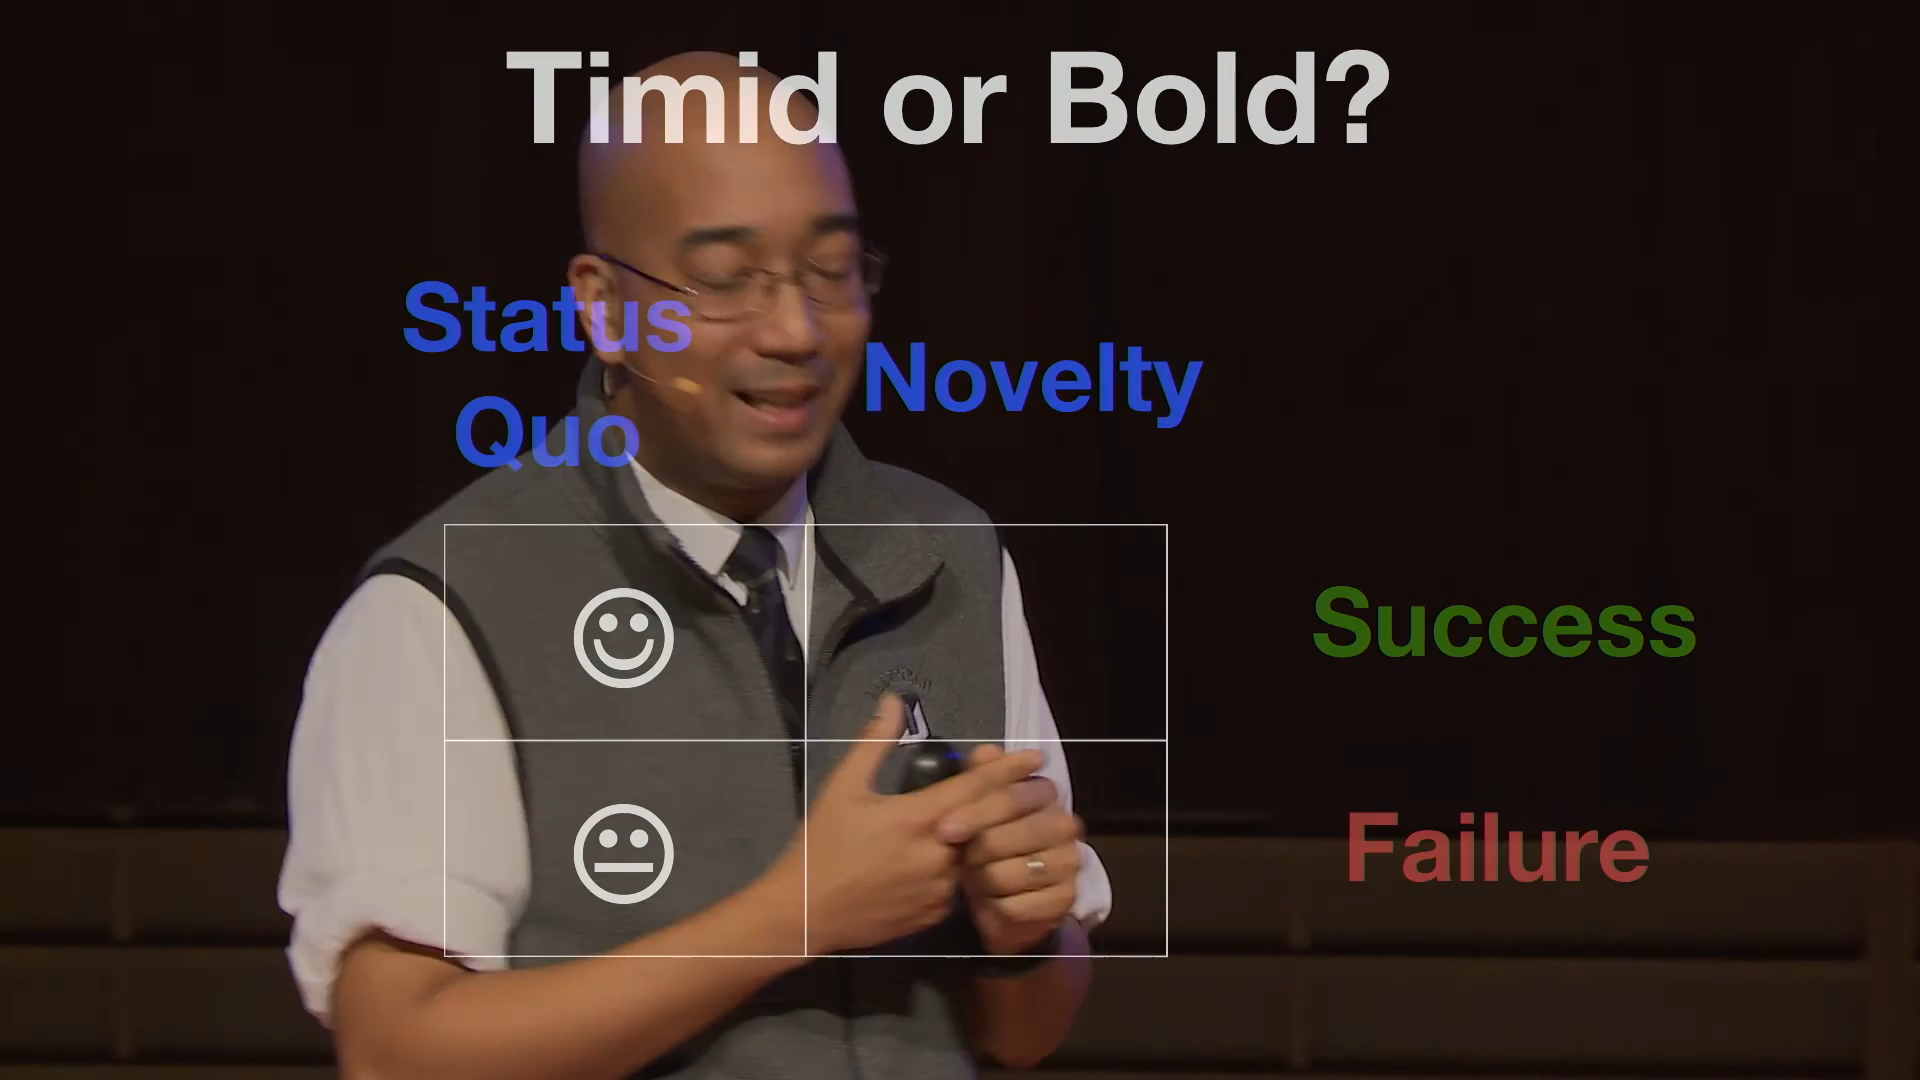 Timid or Bold?
Status
Quo
Novelty
Success
Failure